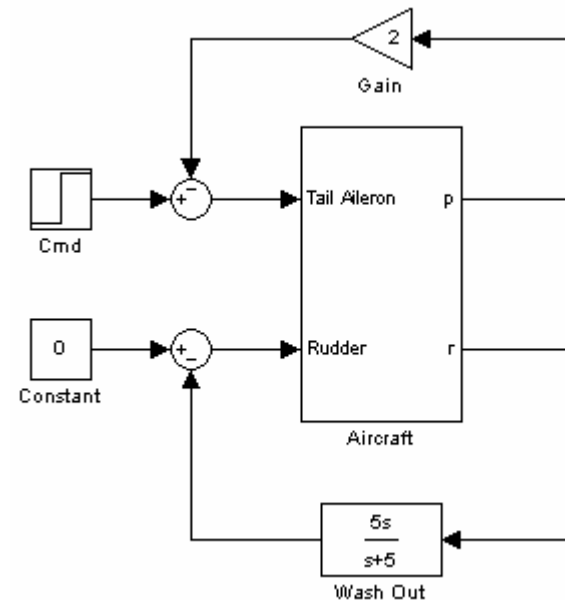 2
Gain
+
−
Cmd
Tail Aileron
p
0
Constant
+
−
Rudder
r
Aircraft
5s
s+5
Wash Out